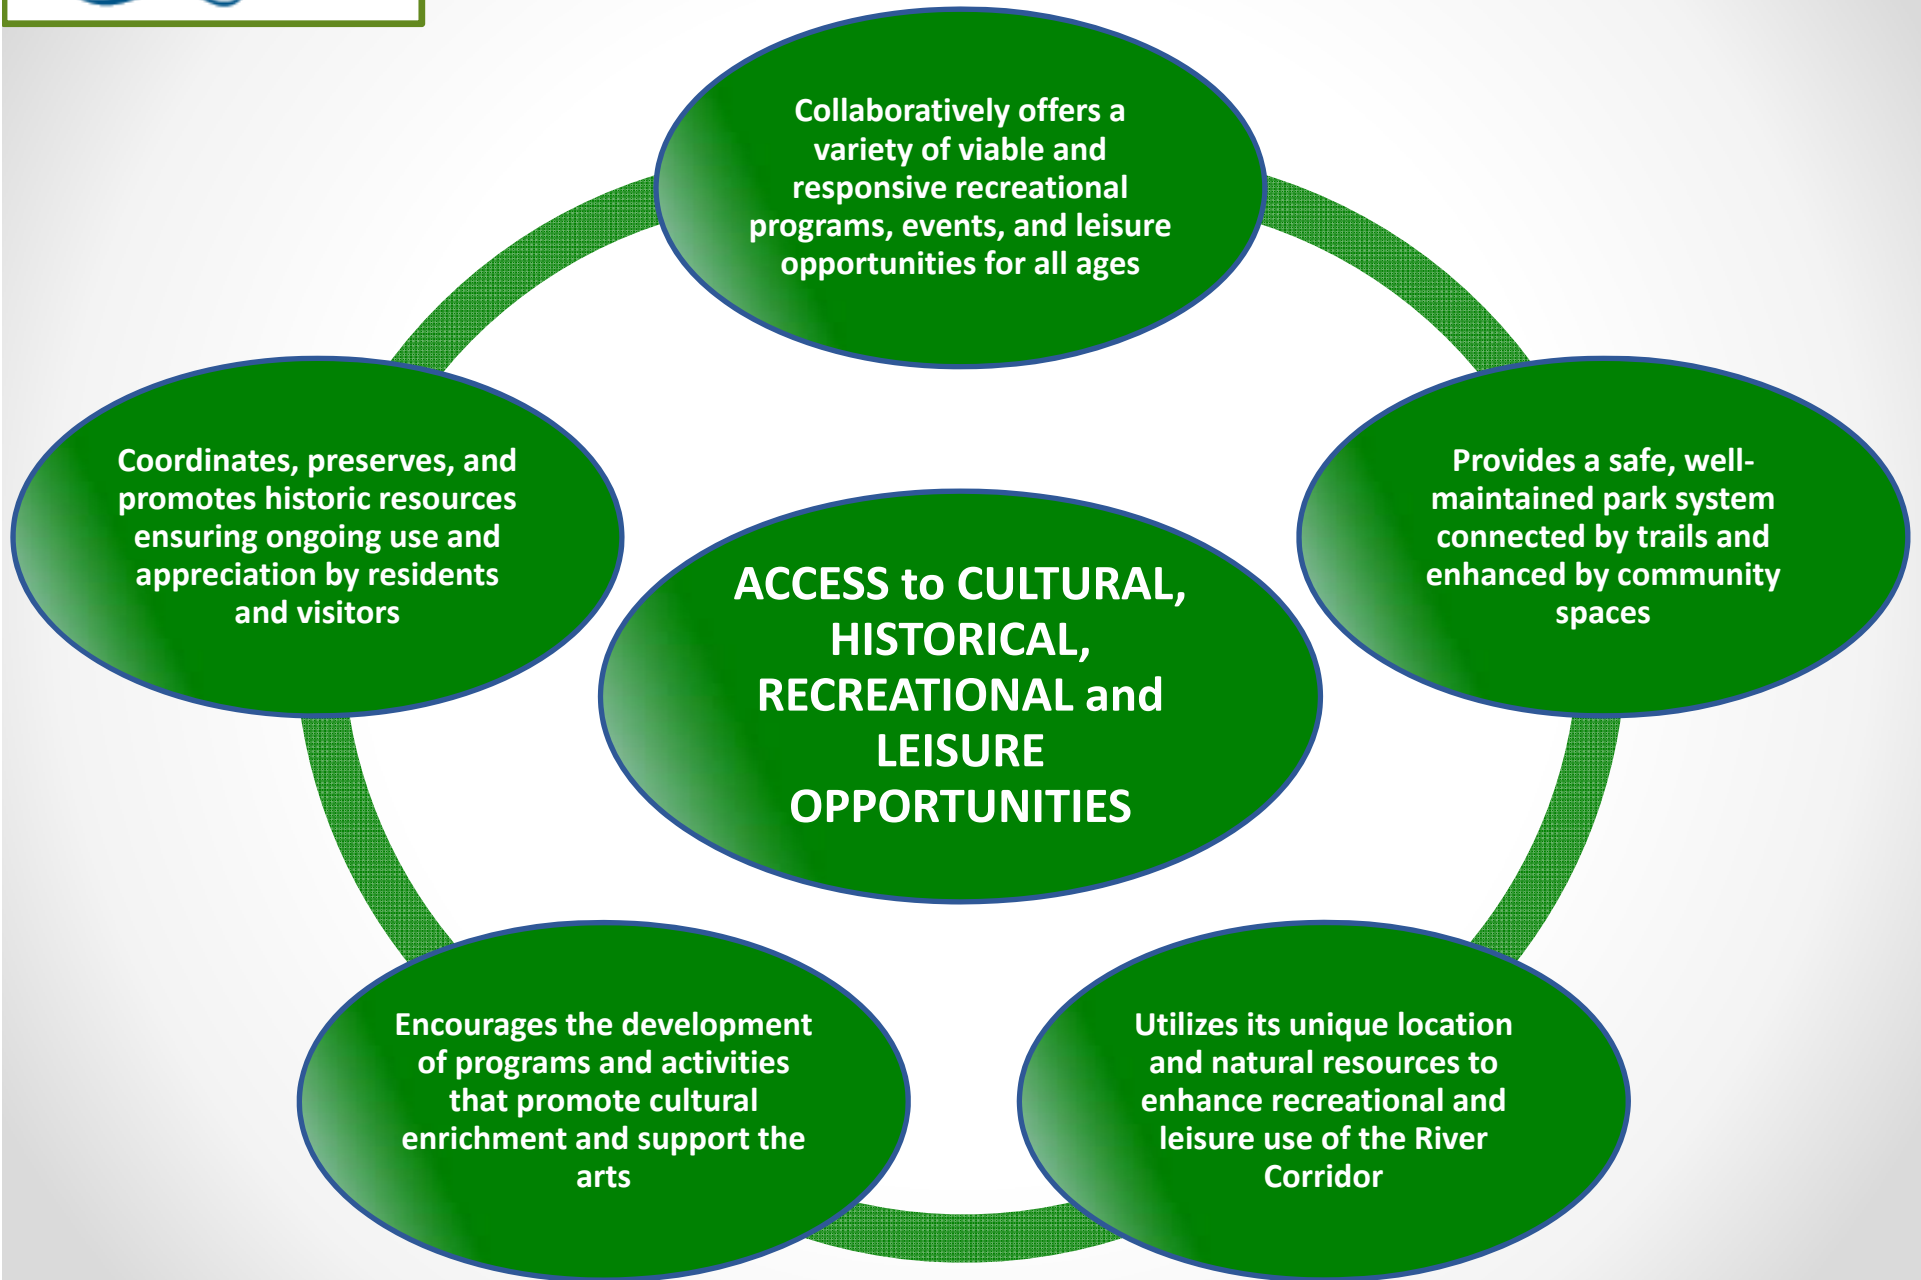 Collaboratively offers a
variety of viable and
responsive recreational
programs, events, and leisure
opportunities for all ages
Coordinates, preserves, and
promotes historic resources
ensuring ongoing use and
appreciation by residents
and visitors
Provides a safe, well-
maintained park system
connected by trails and
enhanced by community
spaces
ACCESS to CULTURAL,
HISTORICAL,
RECREATIONAL and
LEISURE
OPPORTUNITIES
Encourages the development
of programs and activities
that promote cultural
enrichment and support the
arts
Utilizes its unique location
and natural resources to
enhance recreational and
leisure use of the River
Corridor